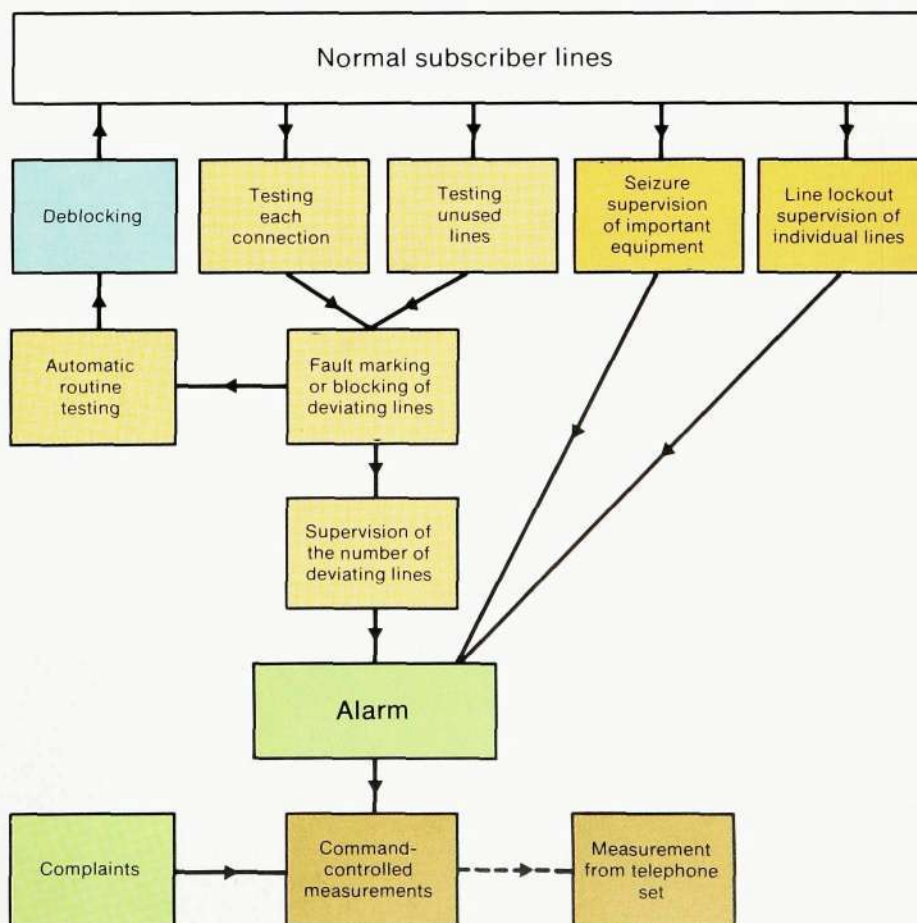 Normal subscriber lines
Deblocking
Testing
each
connection
Testing
unused
lines
Seizure
supervision
of important
equipment
Line lockout
supervision of
individual lines
Automatic
routine
testing
Fault marking
or blocking of
deviating lines
Supervision of
the number of
deviating lines
Alarm
Complaints
Command-
controlled
measurements
Measurement
from telephone
set